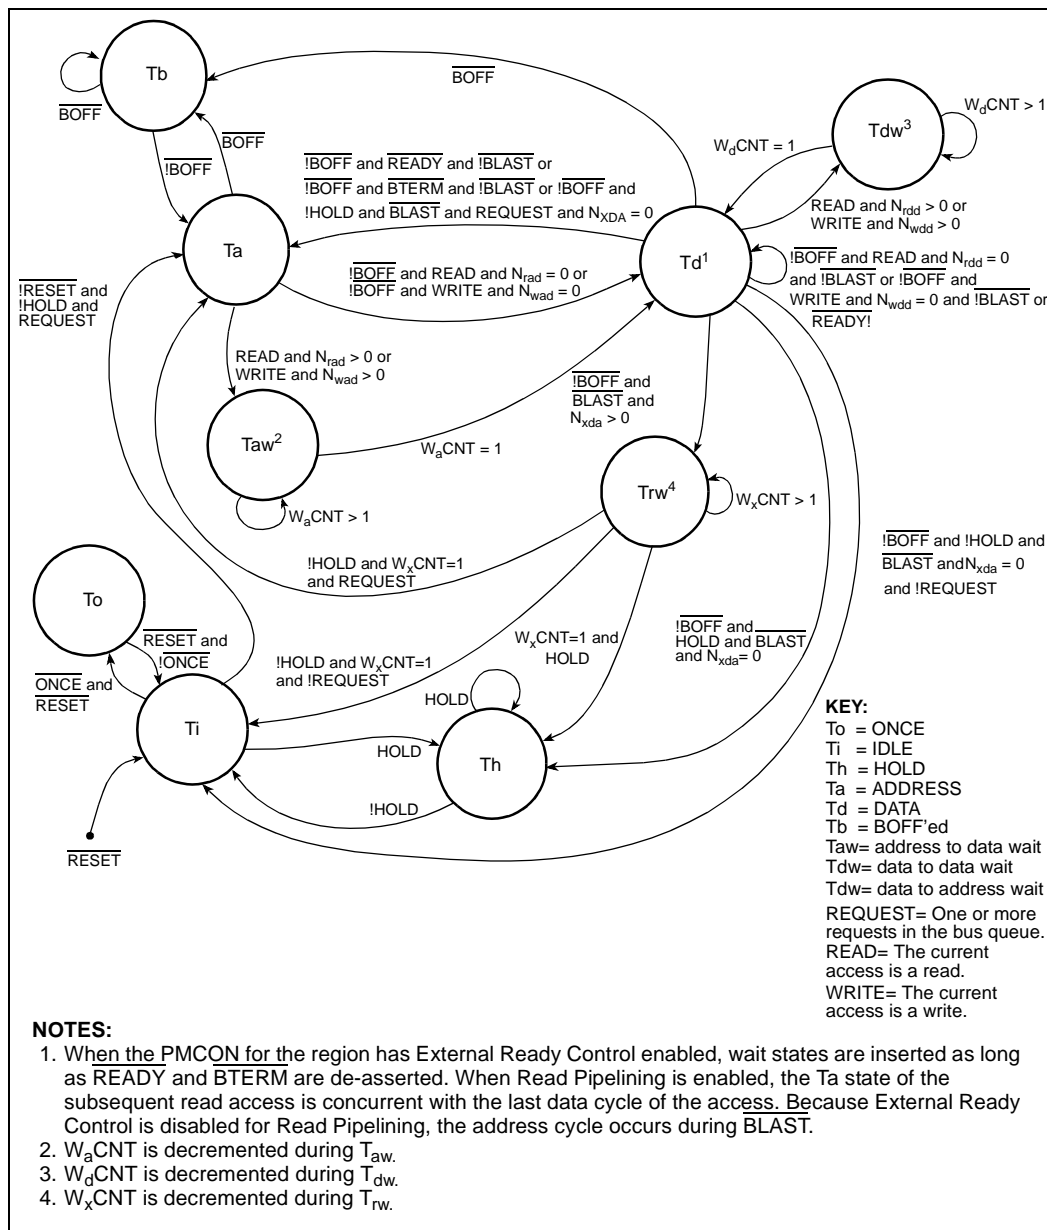 Tb
BOFF
BOFF
!BOFF
BOFF
Tdw3
WdCNT > 1
WdCNT = 1
!BOFF and READY and !BLAST or
!BOFF and BTERM and !BLAST or !BOFF and
!HOLD and BLAST and REQUEST and NXDA = 0
READ and Nrdd > 0 or
WRITE and Nwdd > 0
Ta
Td1
!BOFF and READ and Nrdd = 0
and !BLAST or !BOFF and
WRITE and Nwdd = 0 and !BLAST or
READY!
!BOFF and READ and Nrad = 0 or
!BOFF and WRITE and Nwad = 0
!RESET and
!HOLD and
REQUEST
READ and Nrad > 0 or
WRITE and Nwad > 0
!BOFF and
BLAST and
Nxda > 0
Taw2
WaCNT = 1
WaCNT > 1
Trw4
WxCNT > 1
!BOFF and !HOLD and
BLAST andNxda = 0
and !REQUEST
!HOLD and WxCNT=1
and REQUEST
To
RESET and
!ONCE
ONCE and
RESET
!HOLD and WxCNT=1
and !REQUEST
WxCNT=1 and
HOLD
!BOFF and
HOLD and BLAST
and Nxda= 0
Ti
HOLD
HOLD
Th
!HOLD
RESET
KEY:
To = ONCE
Ti = IDLE
Th = HOLD
Ta = ADDRESS
Td = DATA
Tb = BOFF'ed
Taw= address to data wait
Tdw= data to data wait
Tdw= data to address wait
REQUEST= One or more
requests in the bus queue.
READ= The current
access is a read.
WRITE= The current
access is a write.
NOTES:
1. When the PMCON for the region has External Ready Control enabled, wait states are inserted as long
as READY and BTERM are de-asserted. When Read Pipelining is enabled, the Ta state of the
subsequent read access is concurrent with the last data cycle of the access. Because External Ready
Control is disabled for Read Pipelining, the address cycle occurs during BLAST.
2. WaCNT is decremented during Taw.
3. WdCNT is decremented during Tdw.
4. WxCNT is decremented during Trw.